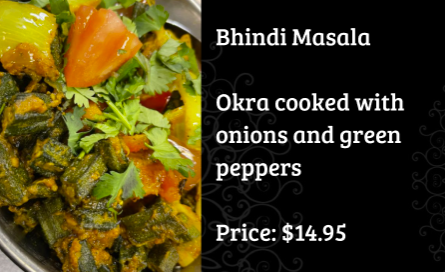 Bhindi Masala
Okra cooked with
onions and green
peppers
Price: $14.95